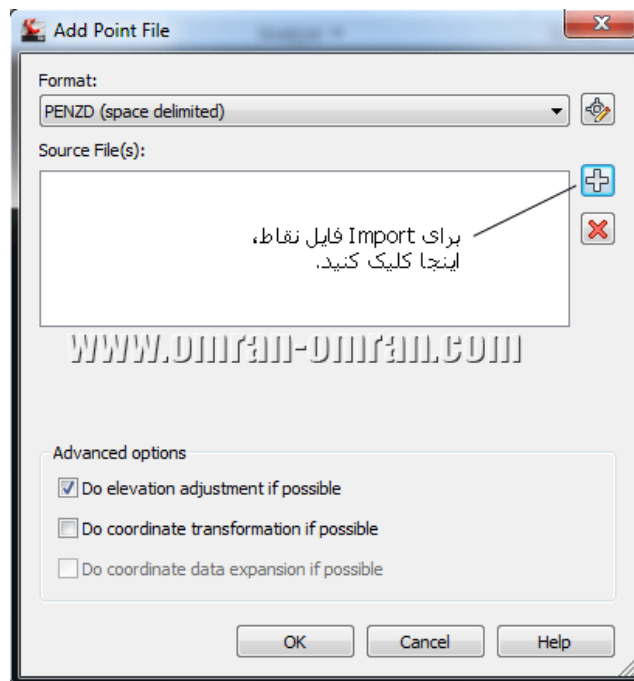 Add Point File
Format:
PENZD (space delimited)
Source File(s):
برای Import فایل نقاط،
اینجا کلیک کنید.
www.omran-omran.com
Advanced options
Do elevation adjustment if possible
Do coordinate transformation if possible
Do coordinate data expansion if possible
OK
Cancel
Help